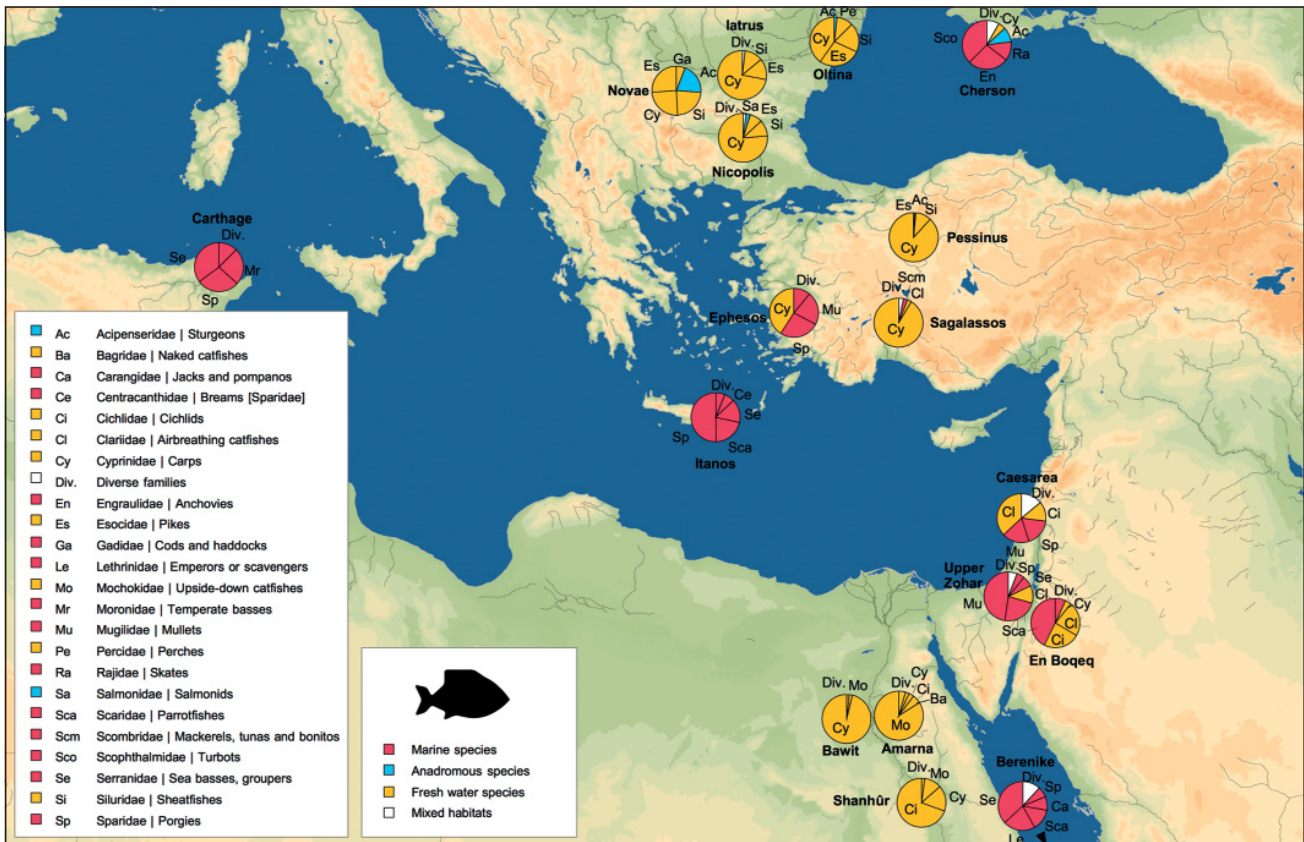 Iatrus
Div. Si
Es
Cy
Ac Pe
Cy
Si
Es
Oltina
Div. Cy
Ac
Sco
Ra
En
Cherson
Es Ga
Ac
Novae
Cy Si
Div. Sa Es
Si
Cy
Nicopolis
Es Ac Si
Cy
Pessinus
Carthage
Div.
Se
Mr
Sp
Scm
Div. Cl
Cy
Sagalassos
Div.
Cy
Mu
Ephesos
Sp
Div. Ce
Se
Sp Sca
Itanos
Caesarea
Div.
Cl
Ci
Sp
Mu
Upper
Zohar
Div. Sp
Se
Cl
Mu
Sca
Div.
Cy
Cl
Ci
En Boqeq
Div. Mo
Cy
Bawit
Cy
Div. Ci
Ba
Mo
Amarna
Div. Mo
Cy
Ci
Shanhûr
Berenike
Div. Sp
Ca
Se
Sca
Le
Ac Acipenseridae | Sturgeons
Ba Bagridae | Naked catfishes
Ca Carangidae | Jacks and pompanos
Ce Centracanthidae | Breams [Sparidae]
Ci Cichlidae | Cichlids
Cl Clariidae | Airbreathing catfishes
Cy Cyprinidae | Carps
Div. Diverse families
En Engraulidae | Anchovies
Es Esocidae | Pikes
Ga Gadidae | Cods and haddocks
Le Lethrinidae | Emperors or scavengers
Mo Mochokidae | Upside-down catfishes
Mr Moronidae | Temperate basses
Mu Mugilidae | Mullets
Pe Percidae | Perches
Ra Rajidae | Skates
Sa Salmonidae | Salmonids
Sca Scaridae | Parrotfishes
Scm Scombridae | Mackerels, tunas and bonitos
Sco Scophthalmidae | Turbots
Se Serranidae | Sea basses, groupers
Si Siluridae | Sheatfishes
Sp Sparidae | Porgies
Marine species
Anadromous species
Fresh water species
Mixed habitats